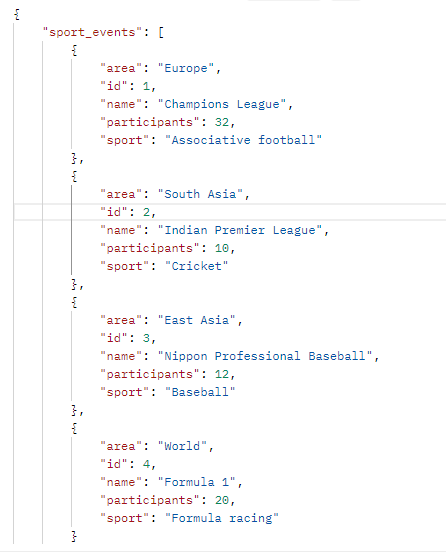 {
"sport_events": [
{
"area": "Europe",
"id": 1,
"name": "Champions League",
"participants": 32,
"sport": "Associative football"
},
{
"area": "South Asia",
"id": 2,
"name": "Indian Premier League",
"participants": 10,
"sport": "Cricket"
},
{
"area": "East Asia",
"id": 3,
"name": "Nippon Professional Baseball",
"participants": 12,
"sport": "Baseball"
},
{
"area": "World",
"id": 4,
"name": "Formula 1",
"participants": 20,
"sport": "Formula racing"
}